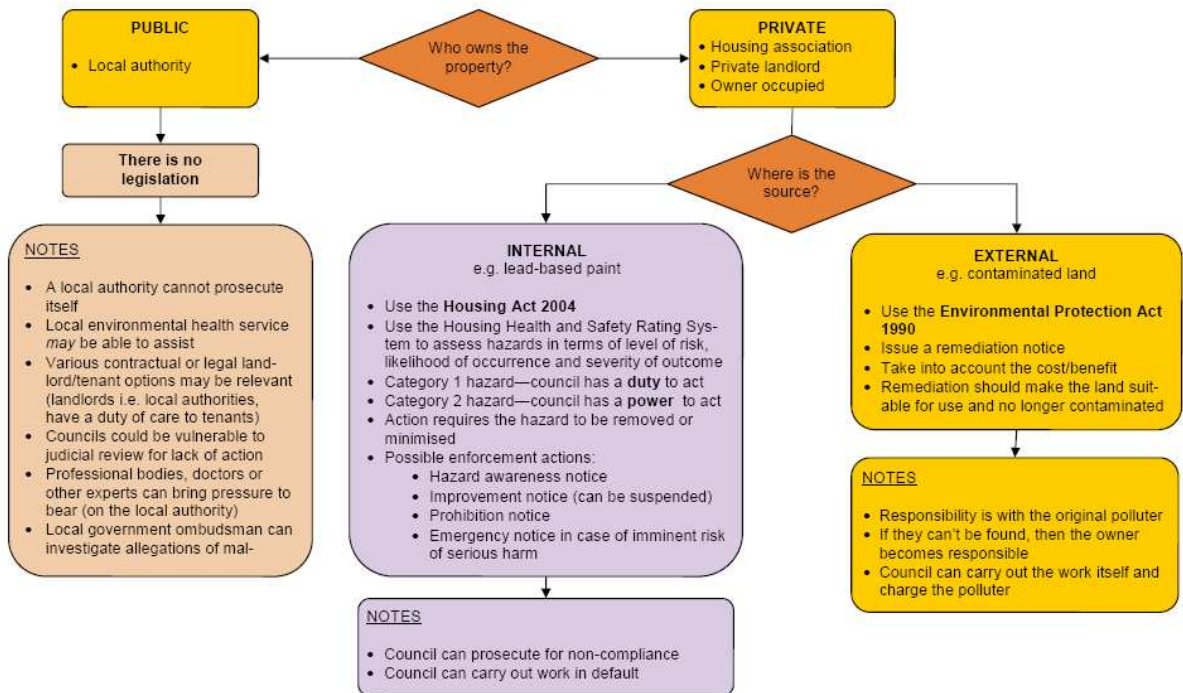 PUBLIC
• Local authority
Who owns the
property?
PRIVATE
• Housing association
• Private landlord
• Owner occupied
There is no
legislation
Where is the
source?
NOTES
• A local authority cannot prosecute
itself
• Local environmental health service
may be able to assist
• Various contractual or legal land-
lord/tenant options may be relevant
(landlords i.e. local authorities,
have a duty of care to tenants)
• Councils could be vulnerable to
judicial review for lack of action
• Professional bodies, doctors or
other experts can bring pressure to
bear (on the local authority)
• Local government ombudsman can
investigate allegations of mal-
INTERNAL
e.g. lead-based paint
• Use the Housing Act 2004
• Use the Housing Health and Safety Rating Sys-
tem to assess hazards in terms of level of risk,
likelihood of occurrence and severity of outcome
• Category 1 hazard—council has a duty to act
• Category 2 hazard—council has a power to act
• Action requires the hazard to be removed or
minimised
• Possible enforcement actions:
• Hazard awareness notice
• Improvement notice (can be suspended)
• Prohibition notice
• Emergency notice in case of imminent risk
of serious harm
NOTES
• Council can prosecute for non-compliance
• Council can carry out work in default
EXTERNAL
e.g. contaminated land
• Use the Environmental Protection Act
1990
• Issue a remediation notice
• Take into account the cost/benefit
• Remediation should make the land suit-
able for use and no longer contaminated
NOTES
• Responsibility is with the original polluter
• If they can't be found, then the owner
becomes responsible
• Council can carry out the work itself and
charge the polluter